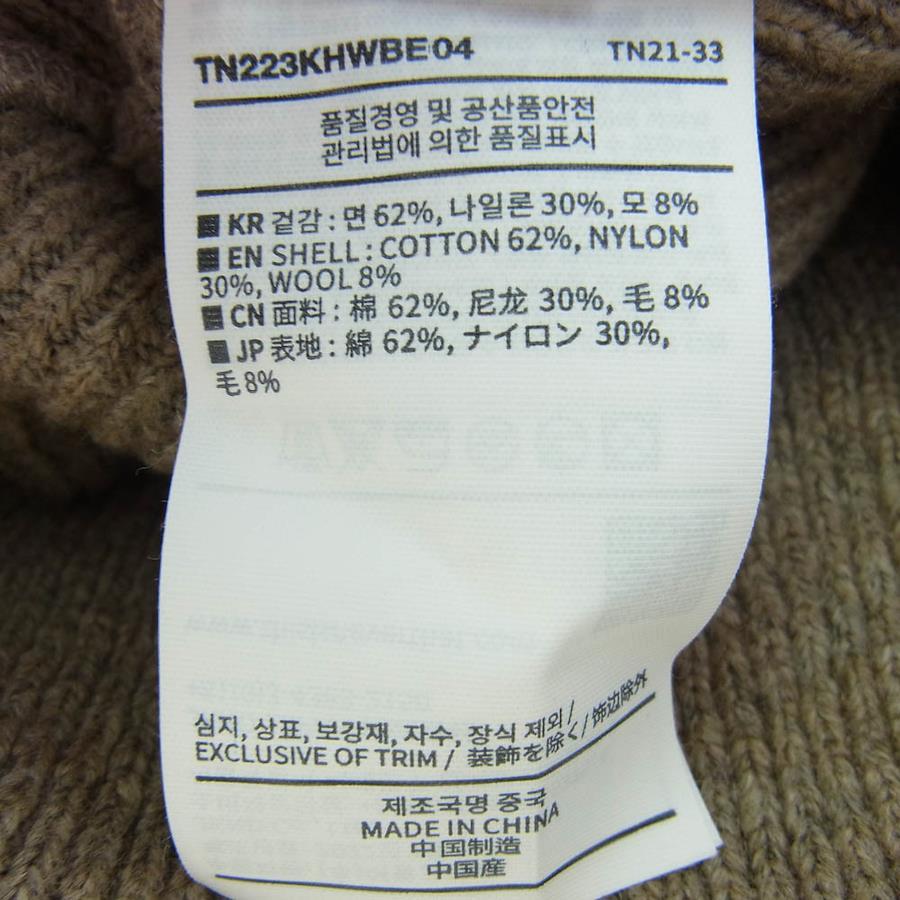 TN223KHWBE04 TN21-33
품질경영 및 공산품안전
관리법에 의한 품질표시
KR 겉감 : 면 62%, 나일론 30%, 모 8%
EN SHELL : COTTON 62%, NYLON
30%, WOOL 8%
CN 面料 : 棉 62%, 尼龙 30%, 毛 8%
JP 表地 : 綿 62%, ナイロン 30%,
毛 8%
심지, 상표, 보강재, 자수, 장식 제외 /
EXCLUSIVE OF TRIM / 装飾を除く / 饰边除外
제조국명 중국
MADE IN CHINA
中国制造
中国産